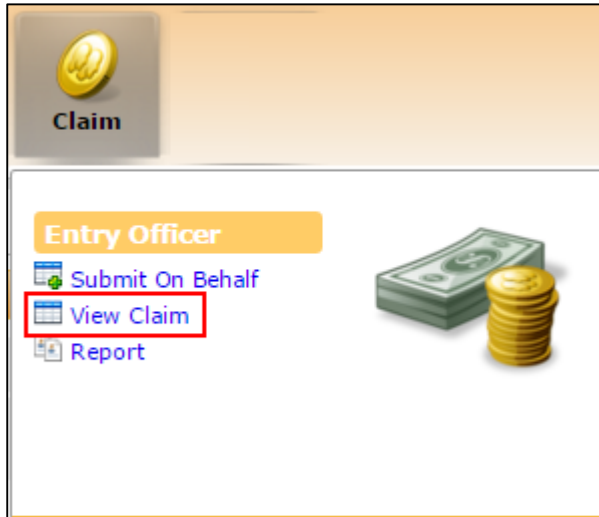 Claim
Entry Officer
Submit On Behalf
View Claim
Report